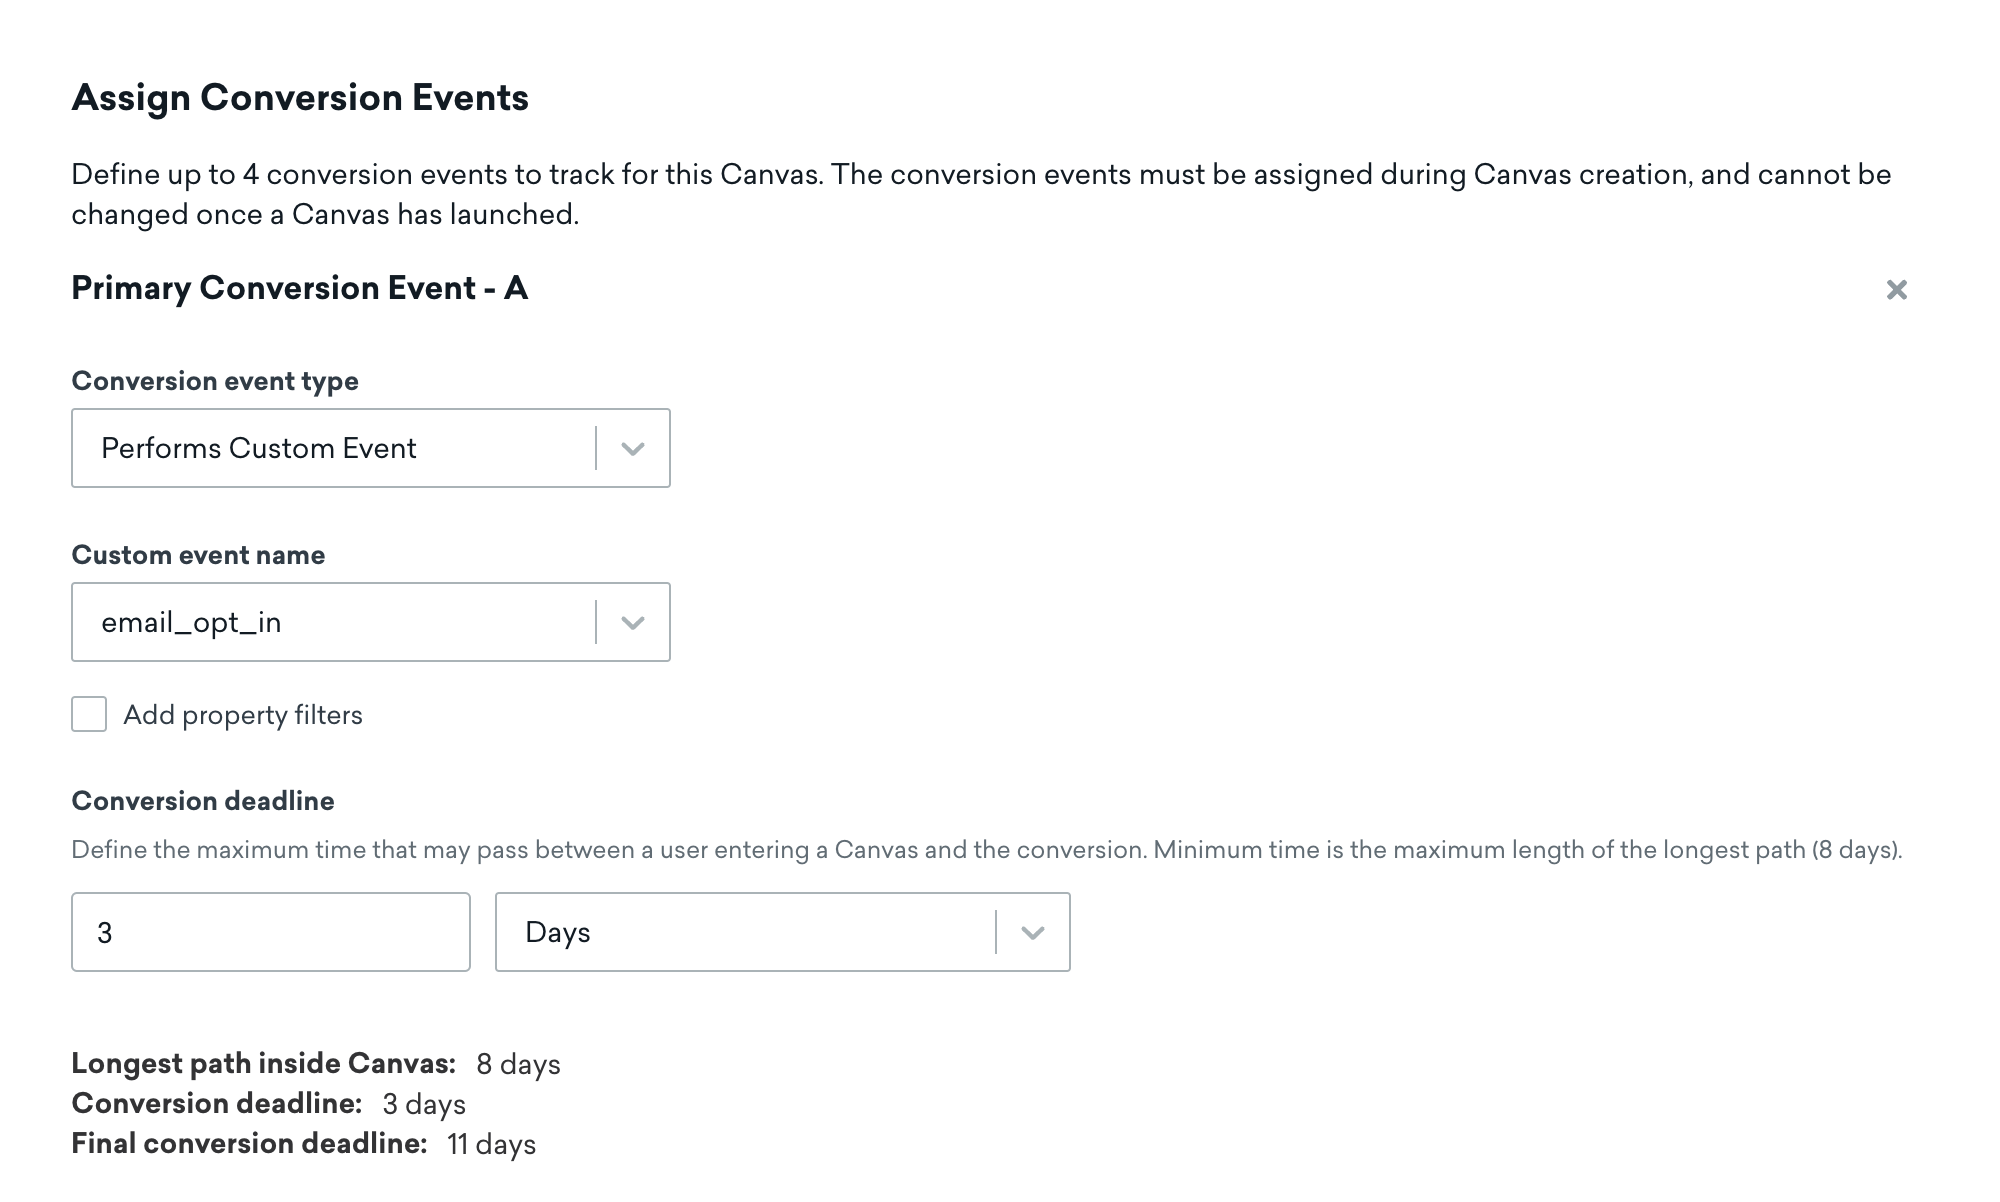 Assign Conversion Events
Define up to 4 conversion events to track for this Canvas. The conversion events must be assigned during Canvas creation, and cannot be
changed once a Canvas has launched.
Primary Conversion Event - A
Conversion event type
Performs Custom Event
Custom event name
email_opt_in
Add property filters
Conversion deadline
Define the maximum time that may pass between a user entering a Canvas and the conversion. Minimum time is the maximum length of the longest path (8 days).
3 Days
Longest path inside Canvas: 8 days
Conversion deadline: 3 days
Final conversion deadline: 11 days